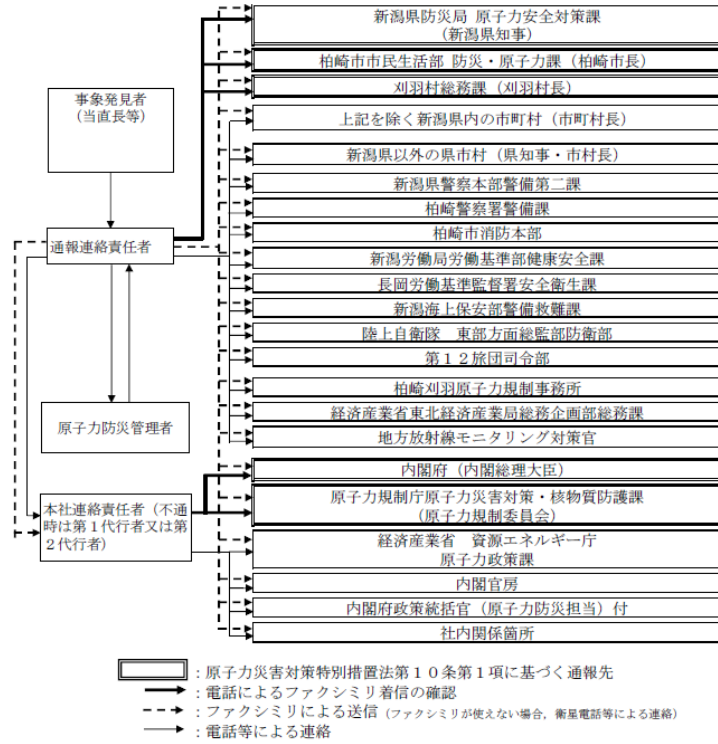 新潟県防災局 原子力安全対策課
（新潟県知事）
柏崎市市民生活部 防災・原子力課（柏崎市長）
刈羽村総務課（刈羽村長）
事象発見者
（当直長等）
上記を除く新潟県内の市町村（市町村長）
新潟県以外の県市村（県知事・市村長）
新潟県警察本部警備第二課
柏崎警察署警備課
通報連絡責任者
柏崎市消防本部
新潟労働局労働基準部健康安全課
長岡労働基準監督署安全衛生課
新潟海上保安部警備救難課
陸上自衛隊　東部方面総監部防衛部
第１２旅団司令部
柏崎刈羽原子力規制事務所
原子力防災管理者
経済産業省東北経済産業局総務企画部総務課
地方放射線モニタリング対策官
内閣府（内閣総理大臣）
本社連絡責任者（不通
時は第１代行者又は第
２代行者）
原子力規制庁原子力災害対策・核物質防護課
（原子力規制委員会）
経済産業省　資源エネルギー庁
原子力政策課
内閣官房
内閣府政策統括官（原子力防災担当）付
社内関係箇所
：原子力災害対策特別措置法第１０条第１項に基づく通報先
：電話によるファクシミリ着信の確認
：ファクシミリによる送信（ファクシミリが使えない場合，衛星電話等による連絡）
：電話等による連絡